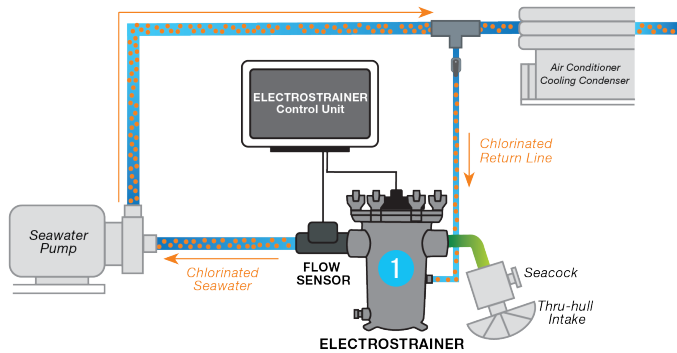 Air Conditioner
Cooling Condenser
ELECTROSTRAINER
Control Unit
Chlorinated
Return Line
Seawater
Pump
Chlorinated
Seawater
FLOW
SENSOR
1
Seacock
Thru-hull
Intake
ELECTROSTRAINER